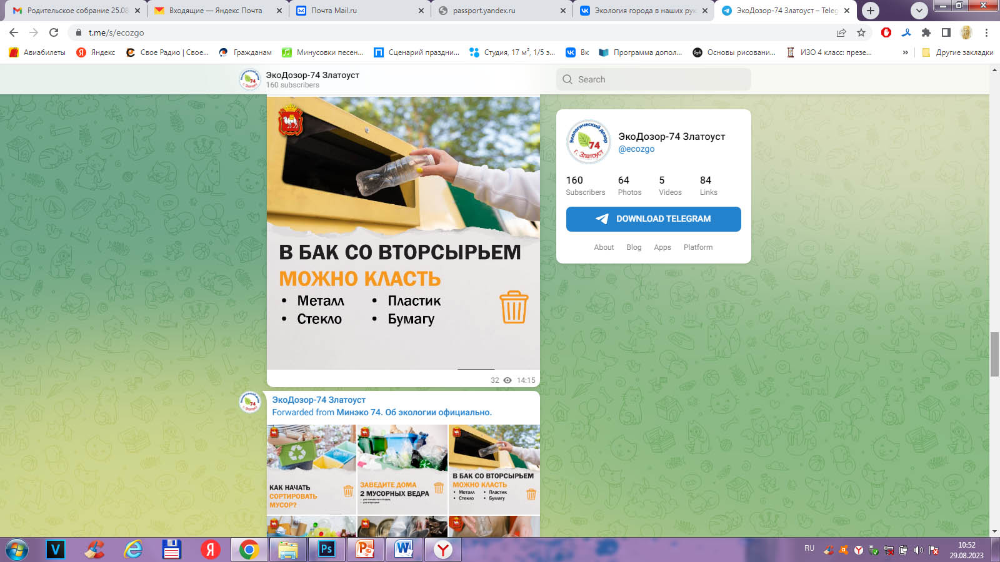 Родительское собрание 25.08
Входящие — Яндекс Почта
Почта Mail.ru
passport.yandex.ru
Экология города в наших рук
ЭкоДозор-74 Златоуст – Teleg
t.me/s/ecozgo
Авиабилеты
Яндекс
Свое Радио | Свое...
Гражданам
Минусовки песен...
Сценарий праздни...
Студия, 17 м², 1/5 э...
Вк
Программа допол...
Основы рисовани...
ИЗО 4 класс: презе...
»
Другие закладки
ЭкоДозор-74 Златоуст
160 subscribers
Search
В БАК СО ВТОРСЫРЬЕМ
МОЖНО КЛАСТЬ
• Металл
• Стекло
• Пластик
• Бумагу
32 14:15
Экологический дозор
74
г. Златоуст
ЭкоДозор-74 Златоуст
@ecozgo
160 64 5 84
Subscribers Photos Videos Links
DOWNLOAD TELEGRAM
About Blog Apps Platform
ЭкоДозор-74 Златоуст
Forwarded from Минэко 74. Об экологии официально.
КАК НАЧАТЬ
СОРТИРОВАТЬ
МУСОР?
ЗАВЕДИТЕ ДОМА
2 МУСОРНЫХ ВЕДРА
В БАК СО ВТОРСЫРЬЕМ
МОЖНО КЛАСТЬ
• Металл • Пластик
• Стекло • Бумагу
RU
10:52
29.08.2023